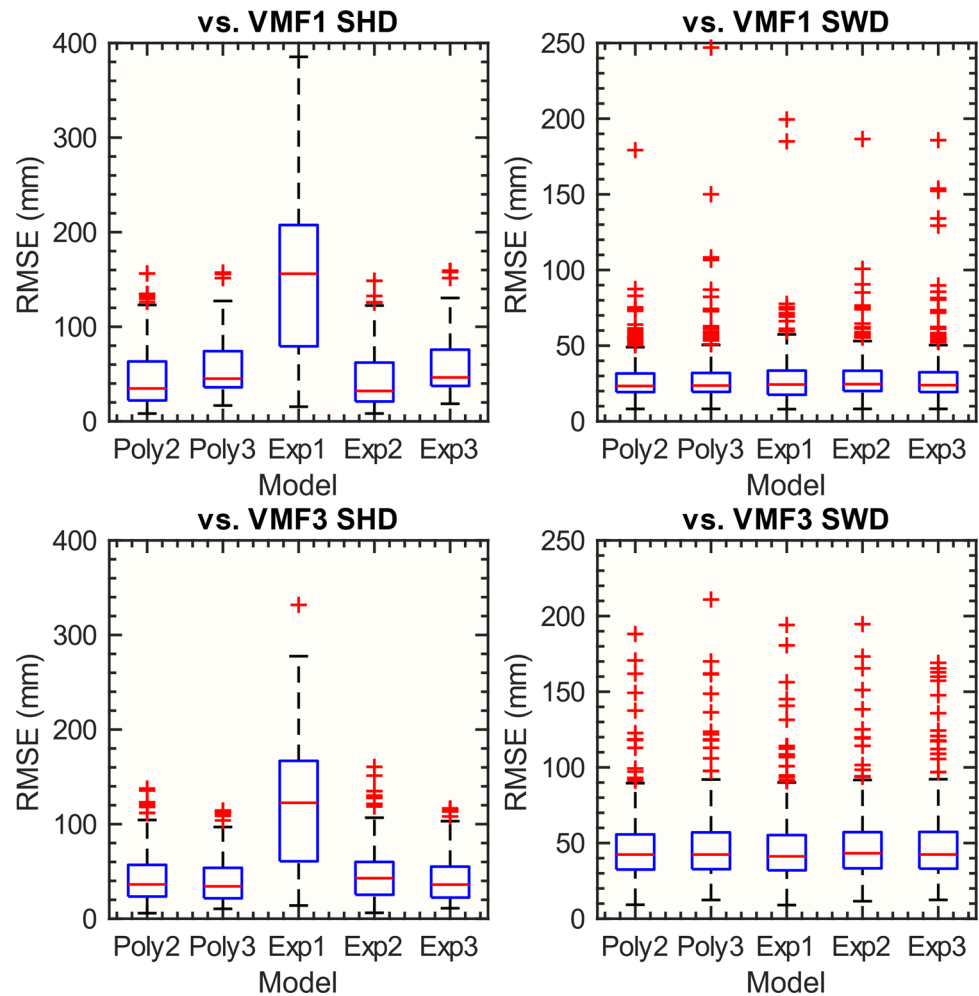 vs. VMF1 SHD
400
300
200
100
0
RMSE (mm)
Poly2 Poly3 Exp1 Exp2 Exp3
Model
vs. VMF1 SWD
250
200
150
100
50
0
RMSE (mm)
Poly2 Poly3 Exp1 Exp2 Exp3
Model
vs. VMF3 SHD
400
300
200
100
0
RMSE (mm)
Poly2 Poly3 Exp1 Exp2 Exp3
Model
vs. VMF3 SWD
250
200
150
100
50
0
RMSE (mm)
Poly2 Poly3 Exp1 Exp2 Exp3
Model